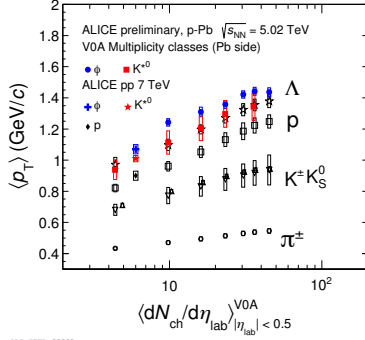 ALICE preliminary, p-Pb √sNN = 5.02 TeV
V0A Multiplicity classes (Pb side)
ϕ K*0
ALICE pp 7 TeV
ϕ K*0
p
Λ
p
K± K0S
π±
⟨pT⟩ (GeV/c)
2
1.8
1.6
1.4
1.2
1
0.8
0.6
0.4
10 10²
⟨dNch/dηlab⟩V0A|ηlab| < 0.5